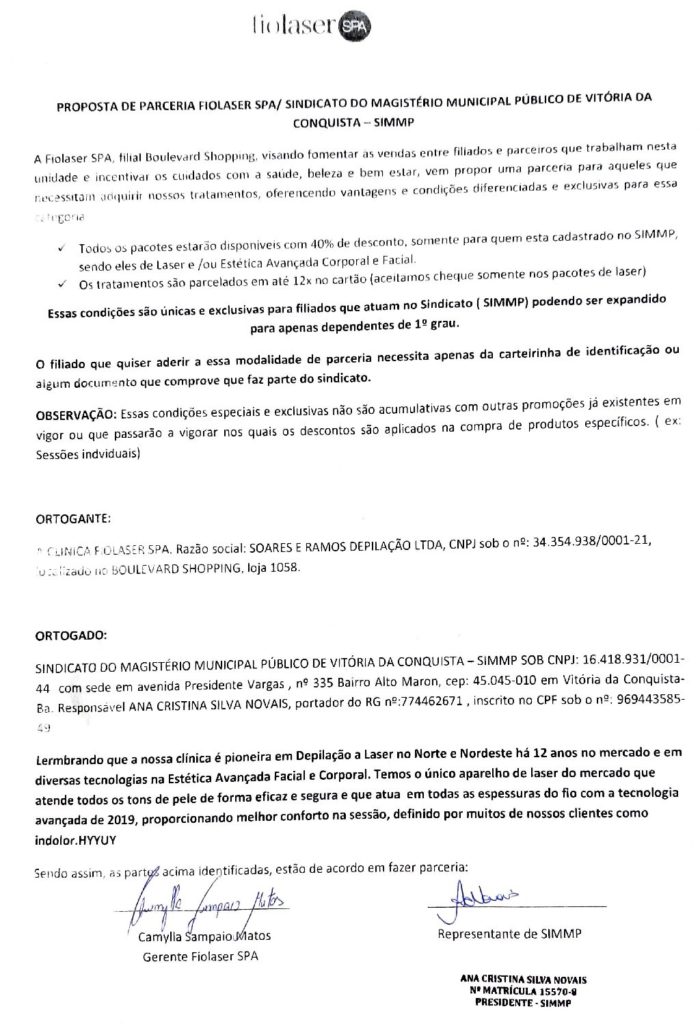 fiolaser SPA
PROPOSTA DE PARCERIA FIOLASER SPA/ SINDICATO DO MAGISTÉRIO MUNICIPAL PÚBLICO DE VITÓRIA DA
CONQUISTA – SIMMP
A Fiolaser SPA, filial Boulevard Shopping, visando fomentar as vendas entre filiados e parceiros que trabalham nesta
unidade e incentivar os cuidados com a saúde, beleza e bem estar, vem propor uma parceria para aqueles que
necessitam adquirir nossos tratamentos, oferencendo vantagens e condições diferenciadas e exclusivas para essa
categoria
✓ Todos os pacotes estarão disponíveis com 40% de desconto, somente para quem esta cadastrado no SIMMP,
sendo eles de Laser e /ou Estética Avançada Corporal e Facial.
✓ Os tratamentos são parcelados em até 12x no cartão (aceitamos cheque somente nos pacotes de laser)
Essas condições são únicas e exclusivas para filiados que atuam no Sindicato ( SIMMP) podendo ser expandido
para apenas dependentes de 1º grau.
O filiado que quiser aderir a essa modalidade de parceria necessita apenas da carteirinha de identificação ou
algum documento que comprove que faz parte do sindicato.
OBSERVAÇÃO: Essas condições especiais e exclusivas não são acumulativas com outras promoções já existentes em
vigor ou que passarão a vigorar nos quais os descontos são aplicados na compra de produtos específicos. ( ex:
Sessões indviduais)
ORTOGANTE:
CLINICA FIOLASER SPA. Razão social: SOARES E RAMOS DEPILAÇÃO LTDA, CNPJ sob o nº: 34.354.938/0001-21,
localizado no BOULEVARD SHOPPING, loja 1058.
ORTOGADO:
SINDICATO DO MAGISTÉRIO MUNICIPAL PÚBLICO DE VITÓRIA DA CONQUISTA – SIMMP SOB CNPJ: 16.418.931/0001-
44 com sede em avenida Presidente Vargas , nº 335 Bairro Alto Maron, cep: 45.045-010 em Vitória da Conquista-
Ba. Responsável ANA CRISTINA SILVA NOVAIS, portador do RG nº:774462671 , inscrito no CPF sob o nº: 969443585-
49
Lermbrando que a nossa clínica é pioneira em Depilação a Laser no Norte e Nordeste há 12 anos no mercado e em
diversas tecnologias na Estética Avançada Facial e Corporal. Temos o único aparelho de laser do mercado que
atende todos os tons de pele de forma eficaz e segura e que atua em todas as espessuras do fio com a tecnologia
avançada de 2019, proporcionando melhor conforto na sessão, definido por muitos de nossos clientes como
indolor.HYYUY
Sendo assim, as partes acima identificadas, estão de acordo em fazer parceria:
Camylla Sampaio Matos
ANovais
Camylla Sampaio Matos
Representante de SIMMP
Gerente Fiolaser SPA
ANA CRISTINA SILVA NOVAIS
Nº MATRÍCULA 15570-8
PRESIDENTE - SIMMP